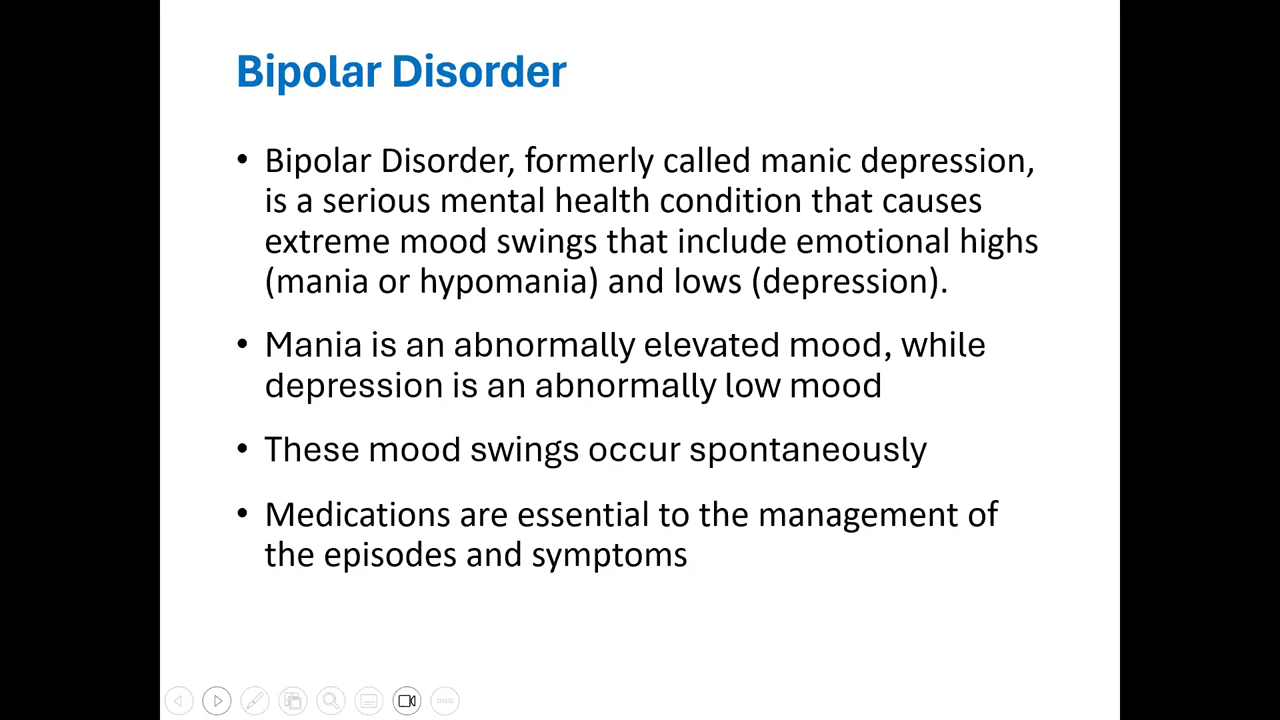 Bipolar Disorder
• Bipolar Disorder, formerly called manic depression,
is a serious mental health condition that causes
extreme mood swings that include emotional highs
(mania or hypomania) and lows (depression).
• Mania is an abnormally elevated mood, while
depression is an abnormally low mood
• These mood swings occur spontaneously
• Medications are essential to the management of
the episodes and symptoms